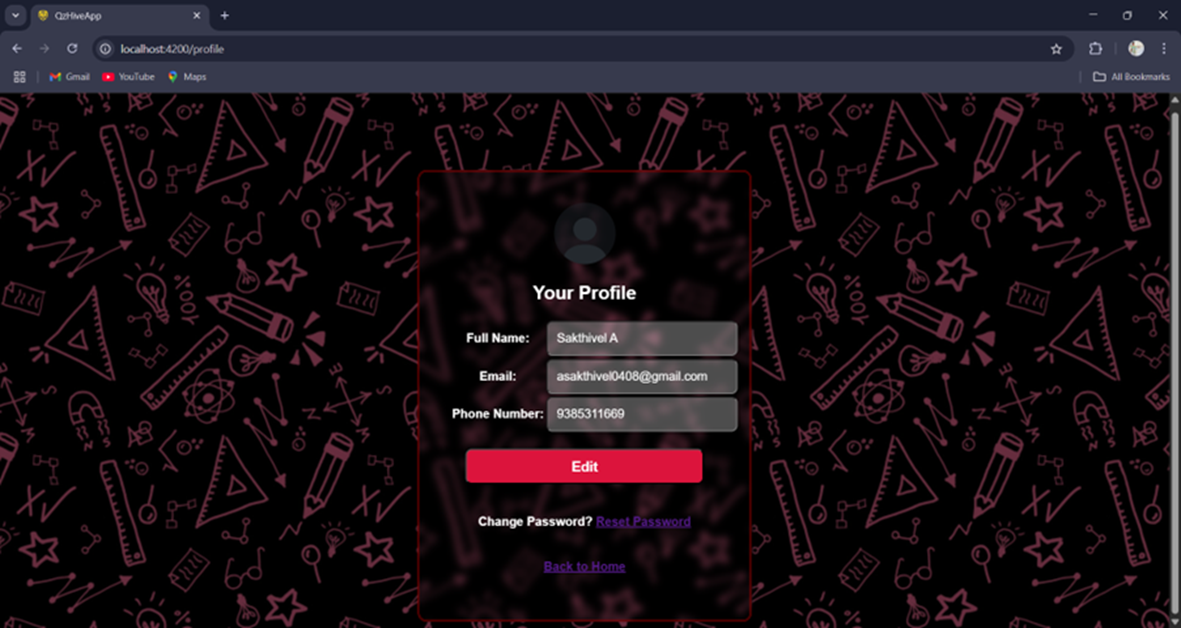 QzHiveApp
localhost:4200/profile
Gmail YouTube Maps All Bookmarks
Your Profile
Full Name: Sakthivel A
Email: asakthivel0408@gmail.com
Phone Number: 9385311669
Edit
Change Password? Reset Password
Back to Home